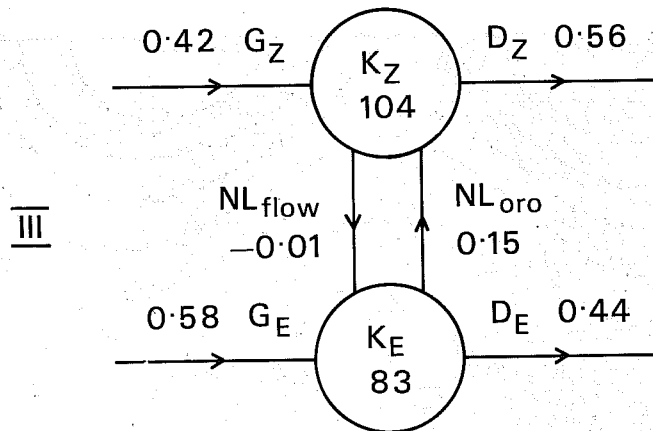 0·42 G_Z
K_Z
104
D_Z 0·56
III
NL_flow
−0·01
NL_oro
0·15
0·58 G_E
K_E
83
D_E 0·44